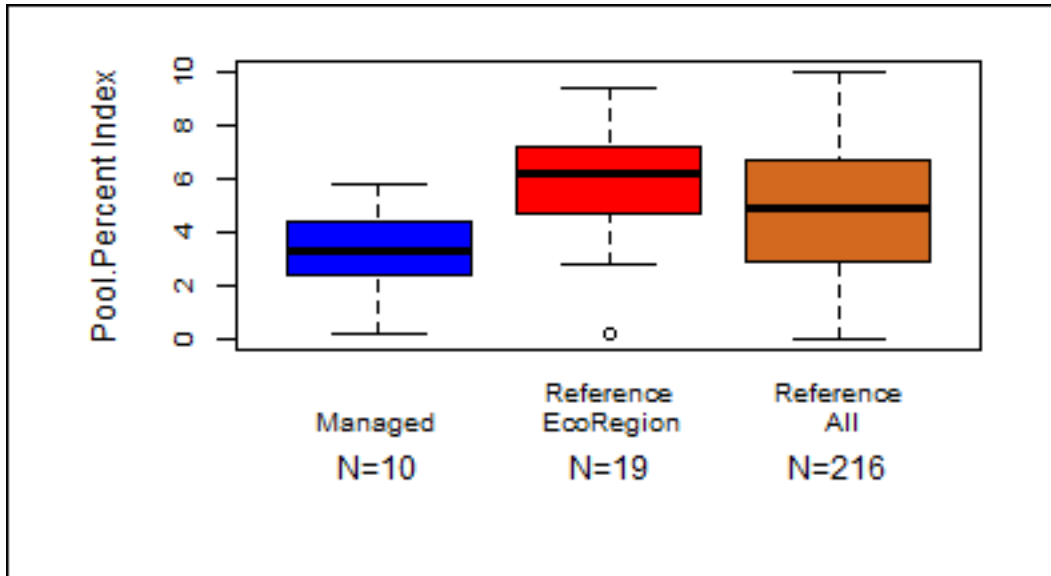 Pool.Percent Index
10
8
6
4
2
0
Managed
Reference
EcoRegion
Reference
All
N=10
N=19
N=216